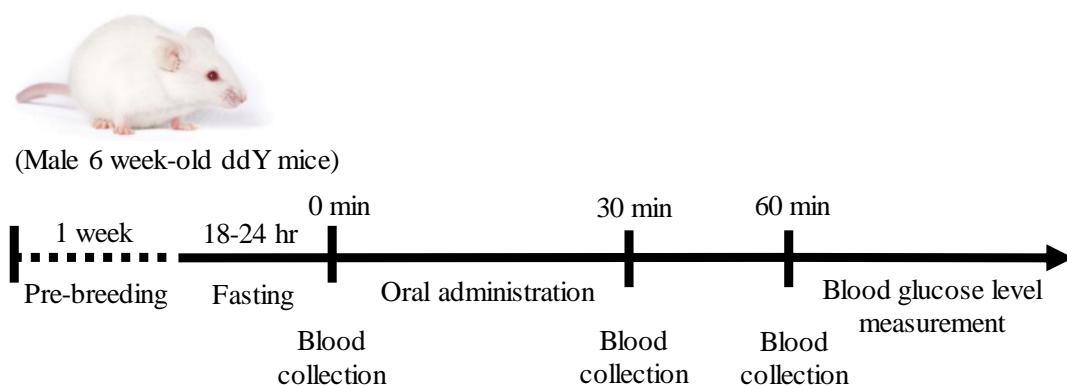 (Male 6 week-old ddY mice)
0 min
30 min
60 min
1 week
18-24 hr
Pre-breeding
Fasting
Oral administration
Blood glucose level
measurement
Blood
collection
Blood
collection
Blood
collection